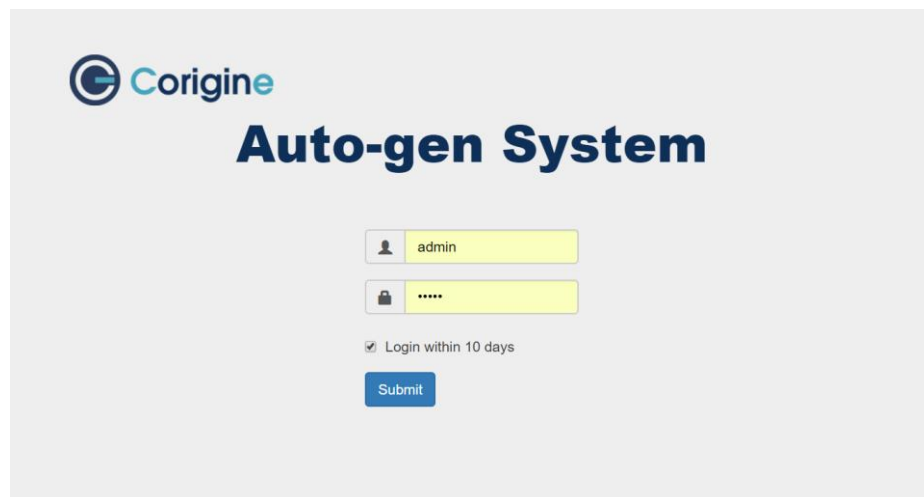 Corigine
Auto-gen System
admin
•••••
Login within 10 days
Submit